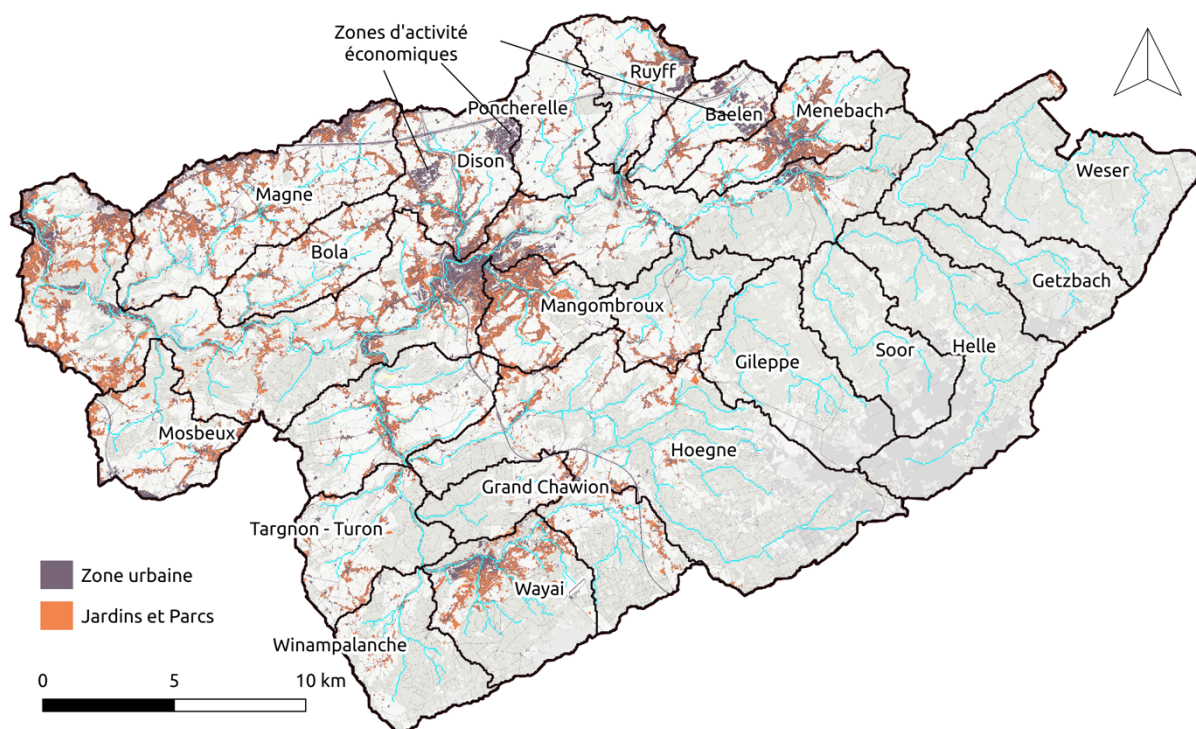 Zones d'activité
économiques
Ruyff
Poncherelle
Baelen
Menebach
Dison
Weser
Magne
Bola
Getzbach
Mangombroux
Gileppe
Soor
Helle
Mosbeux
Hoegne
Grand Chawion
Targnon - Turon
Zone urbaine
Wayai
Jardins et Parcs
Winampalanche
0 5 10 km